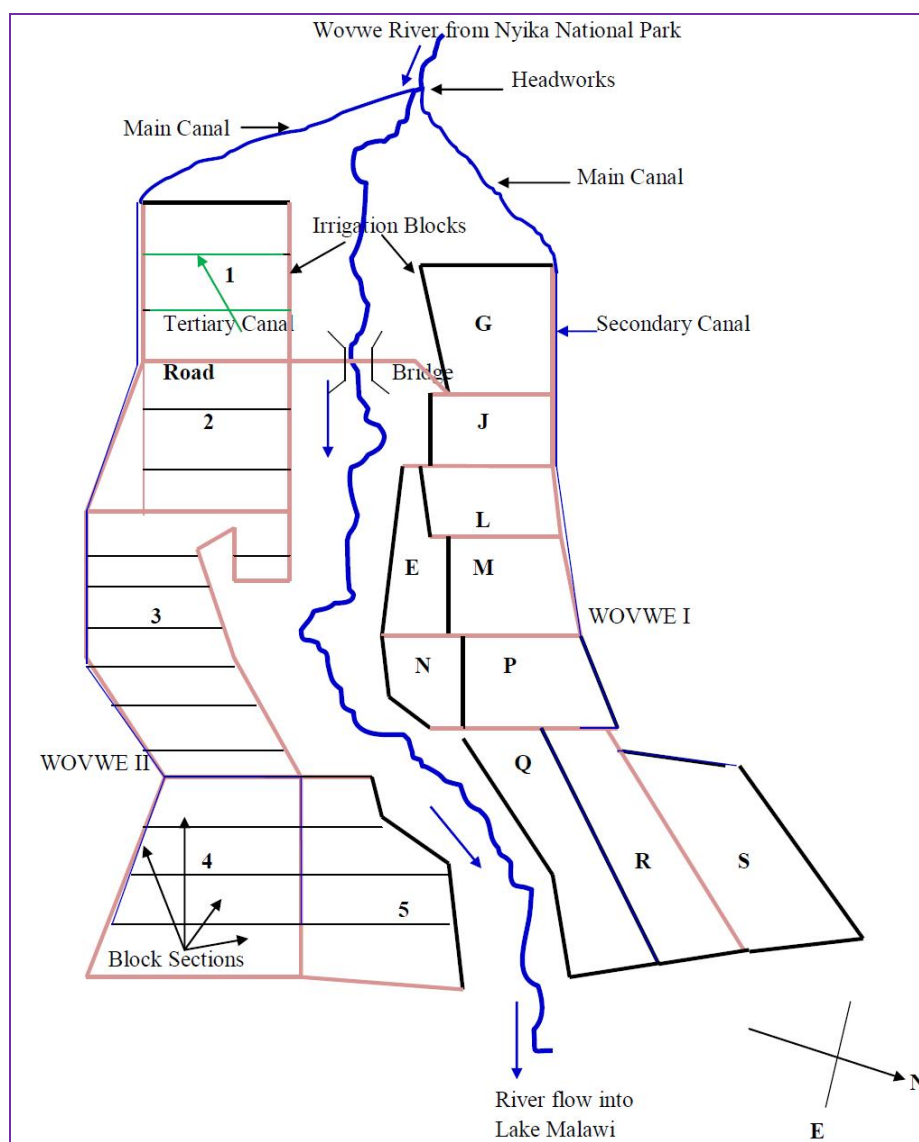 Wovwe River from Nyika National Park
Headworks
Main Canal
Main Canal
Irrigation Blocks
1
G
Tertiary Canal
Secondary Canal
Road
Bridge
2
J
L
E
M
3
WOVWE I
N
P
WOVWE II
Q
4
R
S
5
Block Sections
N
River flow into
Lake Malawi
E